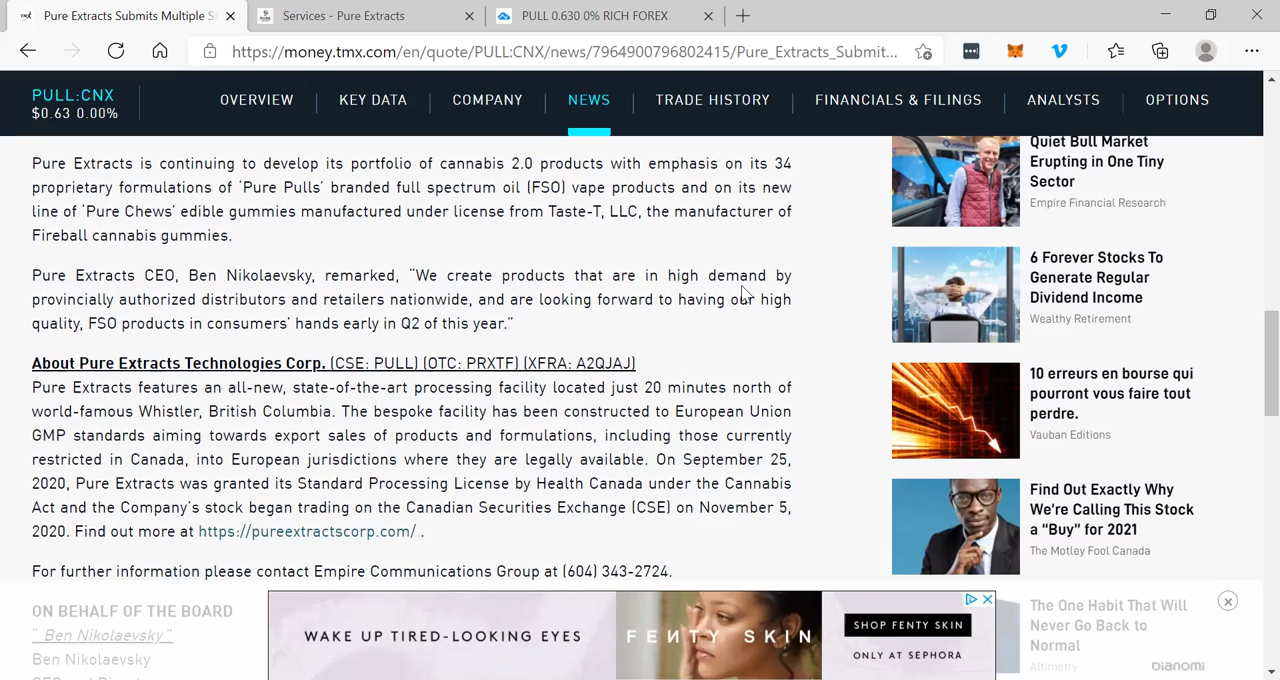 Pure Extracts Submits Multiple S
Services - Pure Extracts
PULL 0.630 0% RICH FOREX
https://money.tmx.com/en/quote/PULL:CNX/news/7964900796802415/Pure_Extracts_Submit...
PULL:CNX
$0.63 0.00%
OVERVIEW
KEY DATA
COMPANY
NEWS
TRADE HISTORY
FINANCIALS & FILINGS
ANALYSTS
OPTIONS
Pure Extracts is continuing to develop its portfolio of cannabis 2.0 products with emphasis on its 34
proprietary formulations of ‘Pure Pulls’ branded full spectrum oil (FSO) vape products and on its new
line of ‘Pure Chews’ edible gummies manufactured under license from Taste-T, LLC, the manufacturer of
Fireball cannabis gummies.
Pure Extracts CEO, Ben Nikolaevsky, remarked, “We create products that are in high demand by
provincially authorized distributors and retailers nationwide, and are looking forward to having our high
quality, FSO products in consumers’ hands early in Q2 of this year.”
About Pure Extracts Technologies Corp. (CSE: PULL) (OTC: PRXTF) (XFRA: A2QJAJ)
Pure Extracts features an all-new, state-of-the-art processing facility located just 20 minutes north of
world-famous Whistler, British Columbia. The bespoke facility has been constructed to European Union
GMP standards aiming towards export sales of products and formulations, including those currently
restricted in Canada, into European jurisdictions where they are legally available. On September 25,
2020, Pure Extracts was granted its Standard Processing License by Health Canada under the Cannabis
Act and the Company’s stock began trading on the Canadian Securities Exchange (CSE) on November 5,
2020. Find out more at https://pureextractscorp.com/ .
For further information please contact Empire Communications Group at (604) 343-2724.
ON BEHALF OF THE BOARD
“ Ben Nikolaevsky”
Ben Nikolaevsky
Quiet Bull Market
Erupting in One Tiny
Sector
Empire Financial Research
6 Forever Stocks To
Generate Regular
Dividend Income
Wealthy Retirement
10 erreurs en bourse qui
pourront vous faire tout
perdre.
Vauban Editions
Find Out Exactly Why
We’re Calling This Stock
a “Buy” for 2021
The Motley Fool Canada
The One Habit That Will
Never Go Back to
Normal
Altimetry
bianomi
WAKE UP TIRED-LOOKING EYES
FENTY SKIN
SHOP FENTY SKIN
ONLY AT SEPHORA